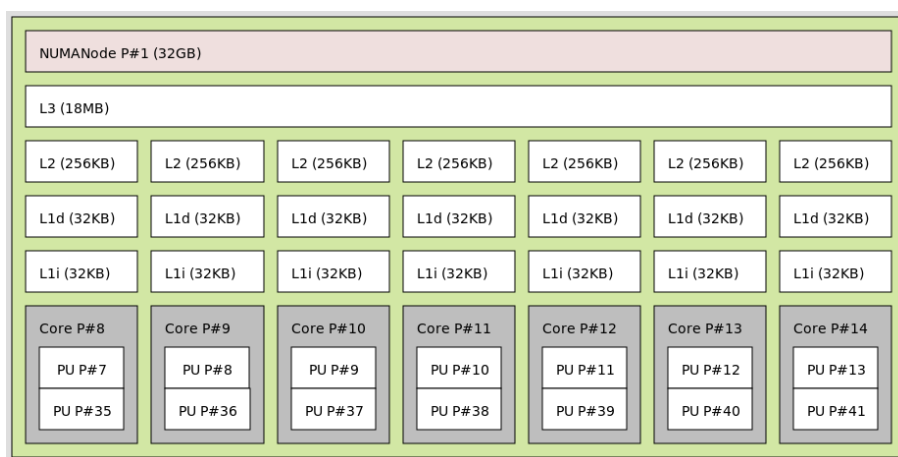 NUMANode P#1 (32GB)
L3 (18MB)
L2 (256KB) L2 (256KB) L2 (256KB) L2 (256KB) L2 (256KB) L2 (256KB) L2 (256KB)
L1d (32KB) L1d (32KB) L1d (32KB) L1d (32KB) L1d (32KB) L1d (32KB) L1d (32KB)
L1i (32KB) L1i (32KB) L1i (32KB) L1i (32KB) L1i (32KB) L1i (32KB) L1i (32KB)
Core P#8 Core P#9 Core P#10 Core P#11 Core P#12 Core P#13 Core P#14
PU P#7 PU P#8 PU P#9 PU P#10 PU P#11 PU P#12 PU P#13
PU P#35 PU P#36 PU P#37 PU P#38 PU P#39 PU P#40 PU P#41